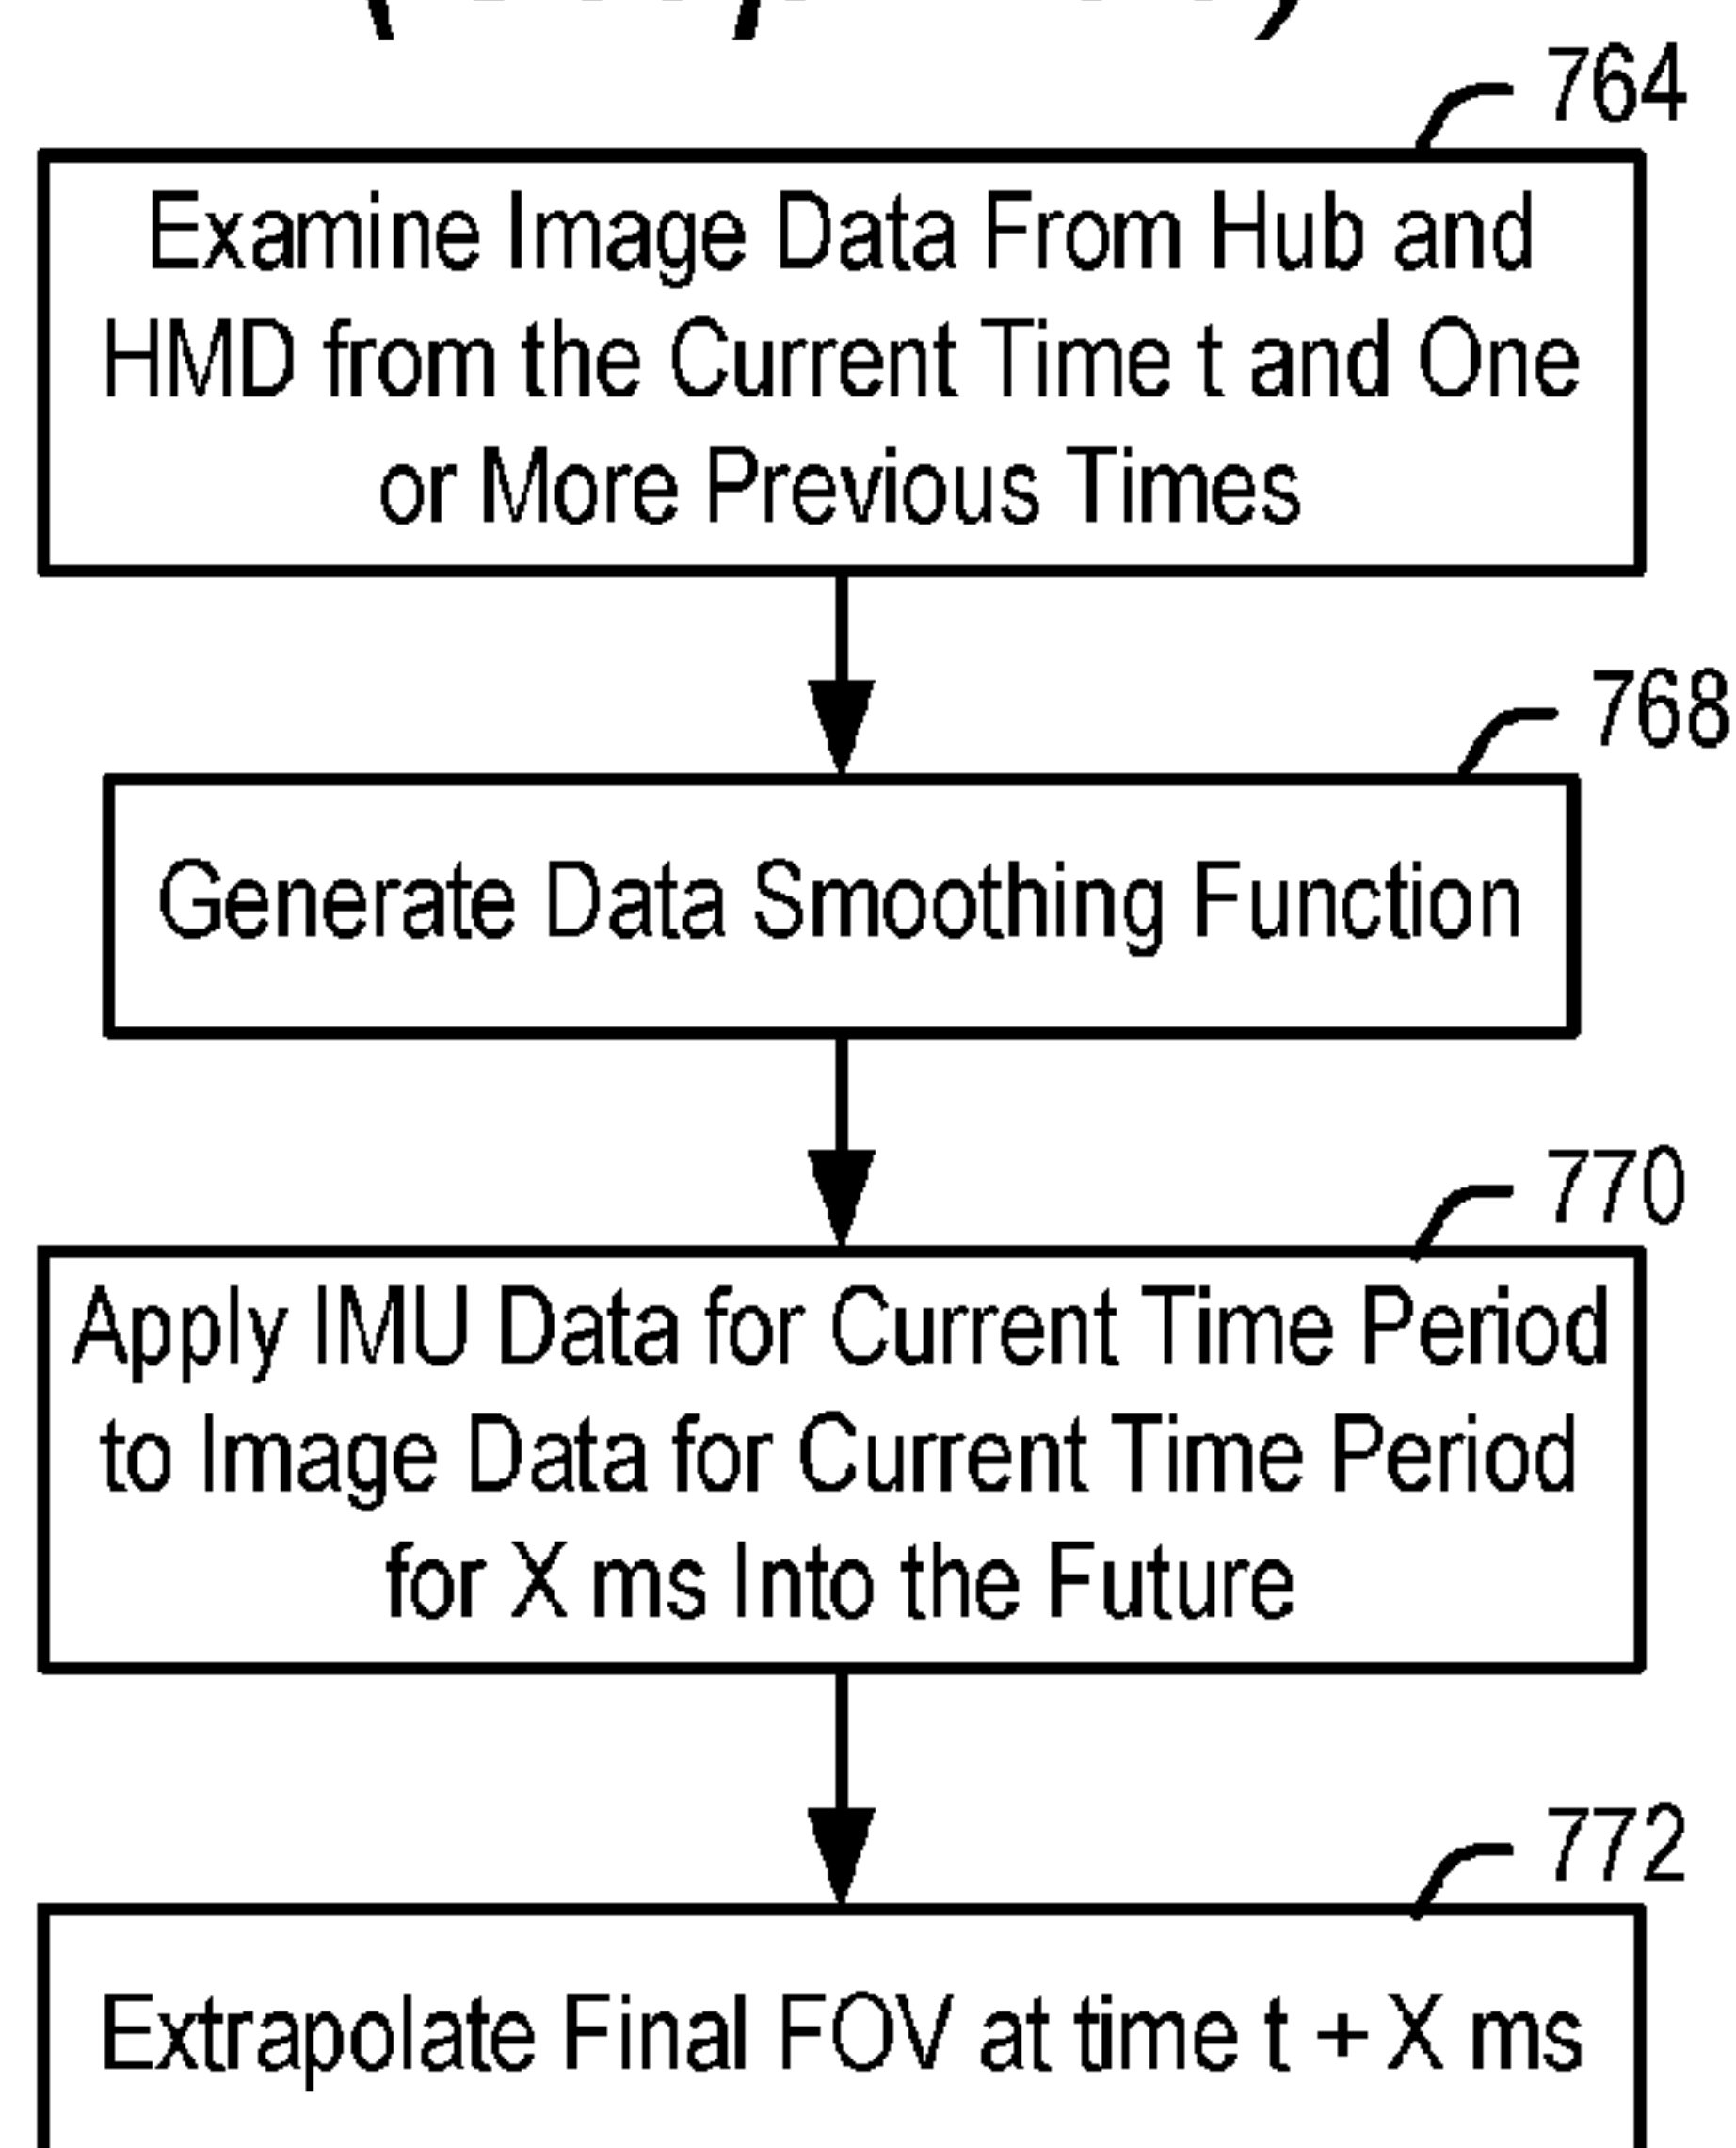 764
Examine Image Data From Hub and
HMD from the Current Time t and One
or More Previous Times
768
Generate Data Smoothing Function
770
Apply IMU Data for Current Time Period
to Image Data for Current Time Period
for X ms Into the Future
772
Extrapolate Final FOV at time t + X ms